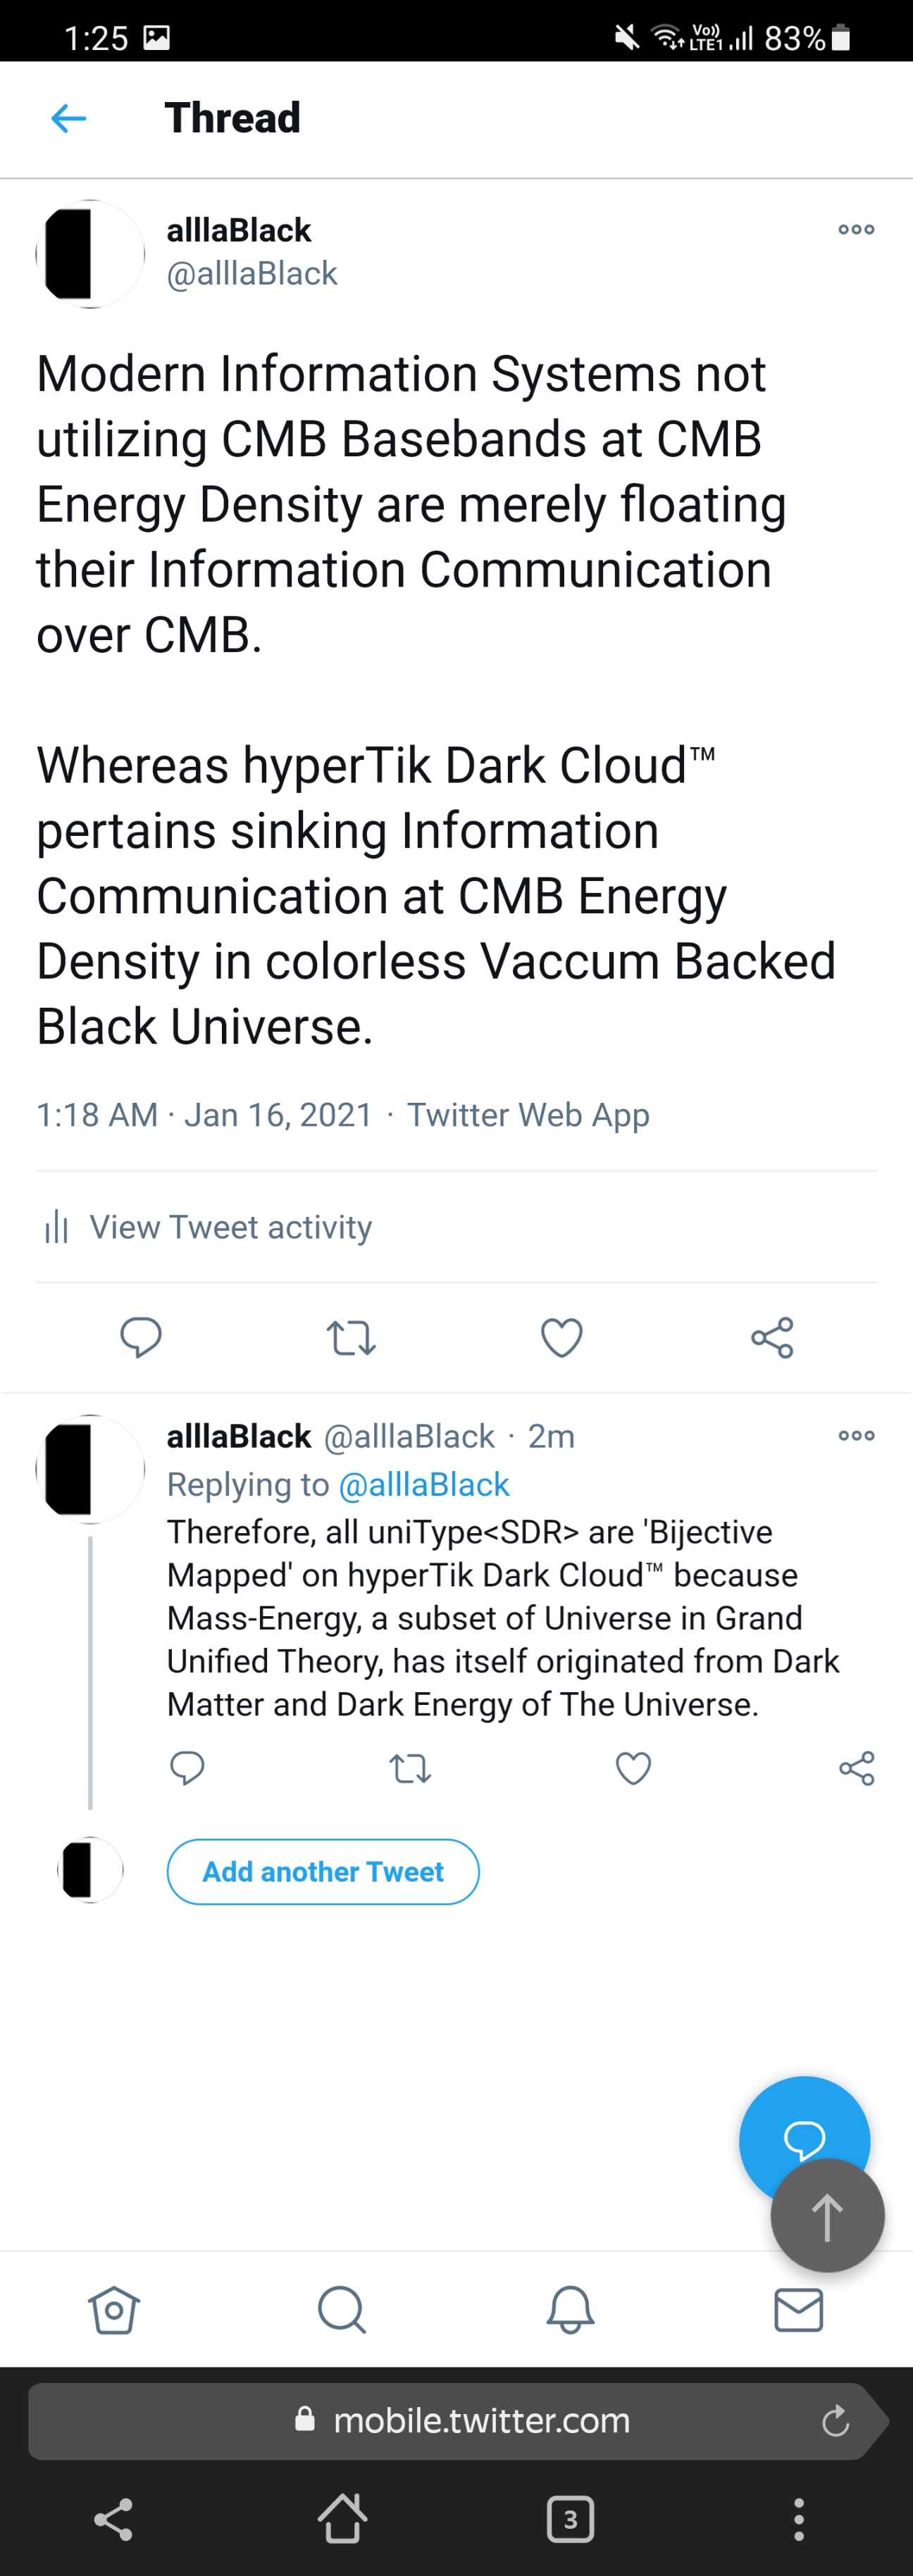 1:25
Vo))
LTE1
83%
Thread
alllaBlack
@alllaBlack
Modern Information Systems not
utilizing CMB Basebands at CMB
Energy Density are merely floating
their Information Communication
over CMB.
Whereas hyperTik Dark Cloud™
pertains sinking Information
Communication at CMB Energy
Density in colorless Vaccum Backed
Black Universe.
1:18 AM · Jan 16, 2021 · Twitter Web App
View Tweet activity
alllaBlack @alllaBlack · 2m
Replying to @alllaBlack
Therefore, all uniType<SDR> are 'Bijective
Mapped' on hyperTik Dark Cloud™ because
Mass-Energy, a subset of Universe in Grand
Unified Theory, has itself originated from Dark
Matter and Dark Energy of The Universe.
Add another Tweet
mobile.twitter.com
3